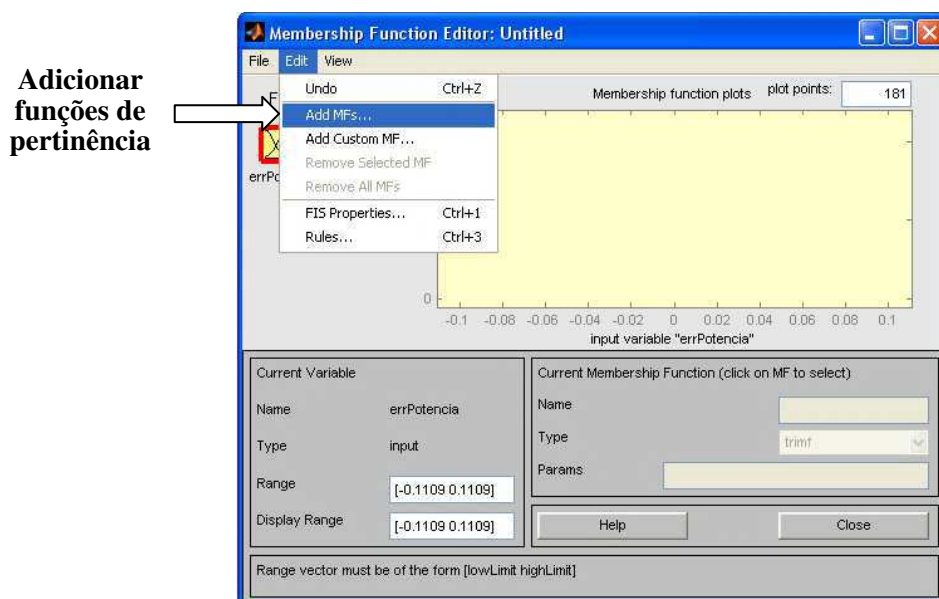 Adicionar
funções de
pertinência
Membership Function Editor: Untitled
File Edit View
Undo Ctrl+Z
Add MFs...
Add Custom MF...
Remove Selected MF
Remove All MFs
FIS Properties... Ctrl+1
Rules... Ctrl+3
Membership function plots plot points: 181
0
-0.1 -0.08 -0.06 -0.04 -0.02 0 0.02 0.04 0.06 0.08 0.1
input variable "errPotencia"
Current Variable
Name errPotencia
Type input
Range [-0.1109 0.1109]
Display Range [-0.1109 0.1109]
Current Membership Function (click on MF to select)
Name
Type trimf
Params
Help Close
Range vector must be of the form [lowLimit highLimit]